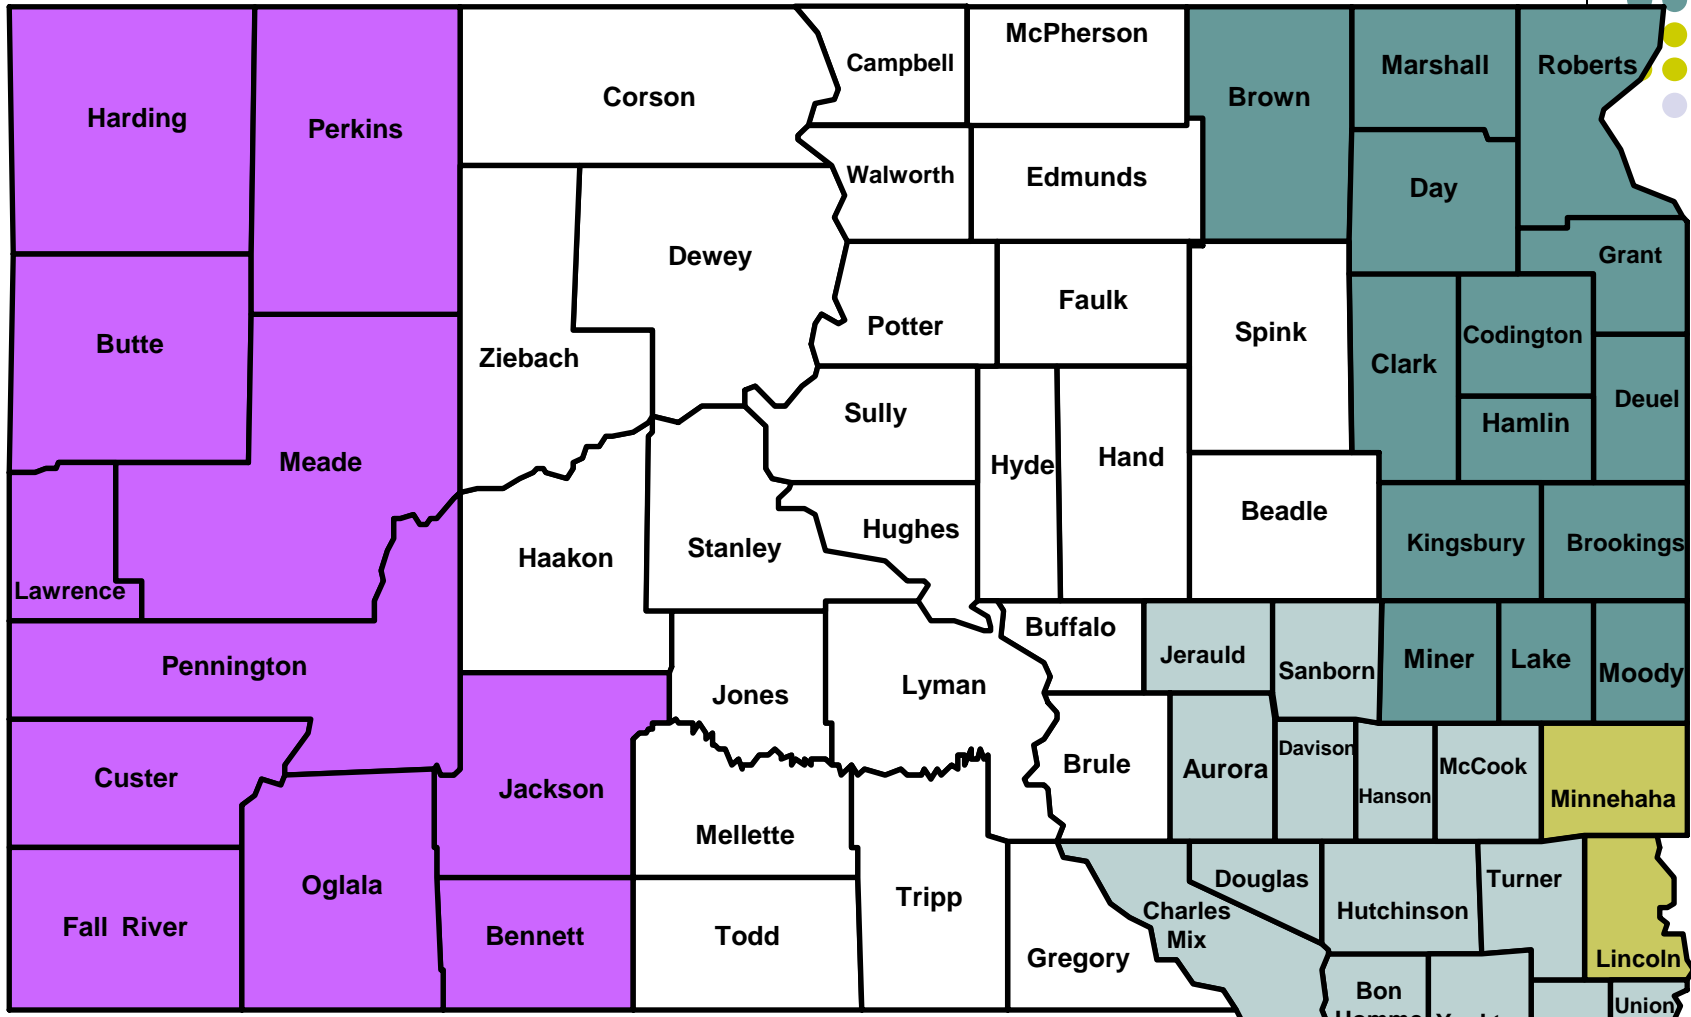 McPherson
Campbell
Marshall
Roberts
Corson
Brown
Harding
Perkins
Walworth
Edmunds
Day
Dewey
Grant
Faulk
Potter
Spink
Codington
Butte
Ziebach
Clark
Deuel
Sully
Hamlin
Meade
Hyde
Hand
Beadle
Hughes
Kingsbury
Brookings
Stanley
Haakon
Lawrence
Buffalo
Jerauld
Sanborn
Miner
Lake
Moody
Pennington
Lyman
Jones
Davison
Brule
Aurora
McCook
Custer
Jackson
Hanson
Minnehaha
Mellette
Oglala
Douglas
Turner
Tripp
Charles
Mix
Hutchinson
Fall River
Bennett
Todd
Gregory
Lincoln
Bon
Union